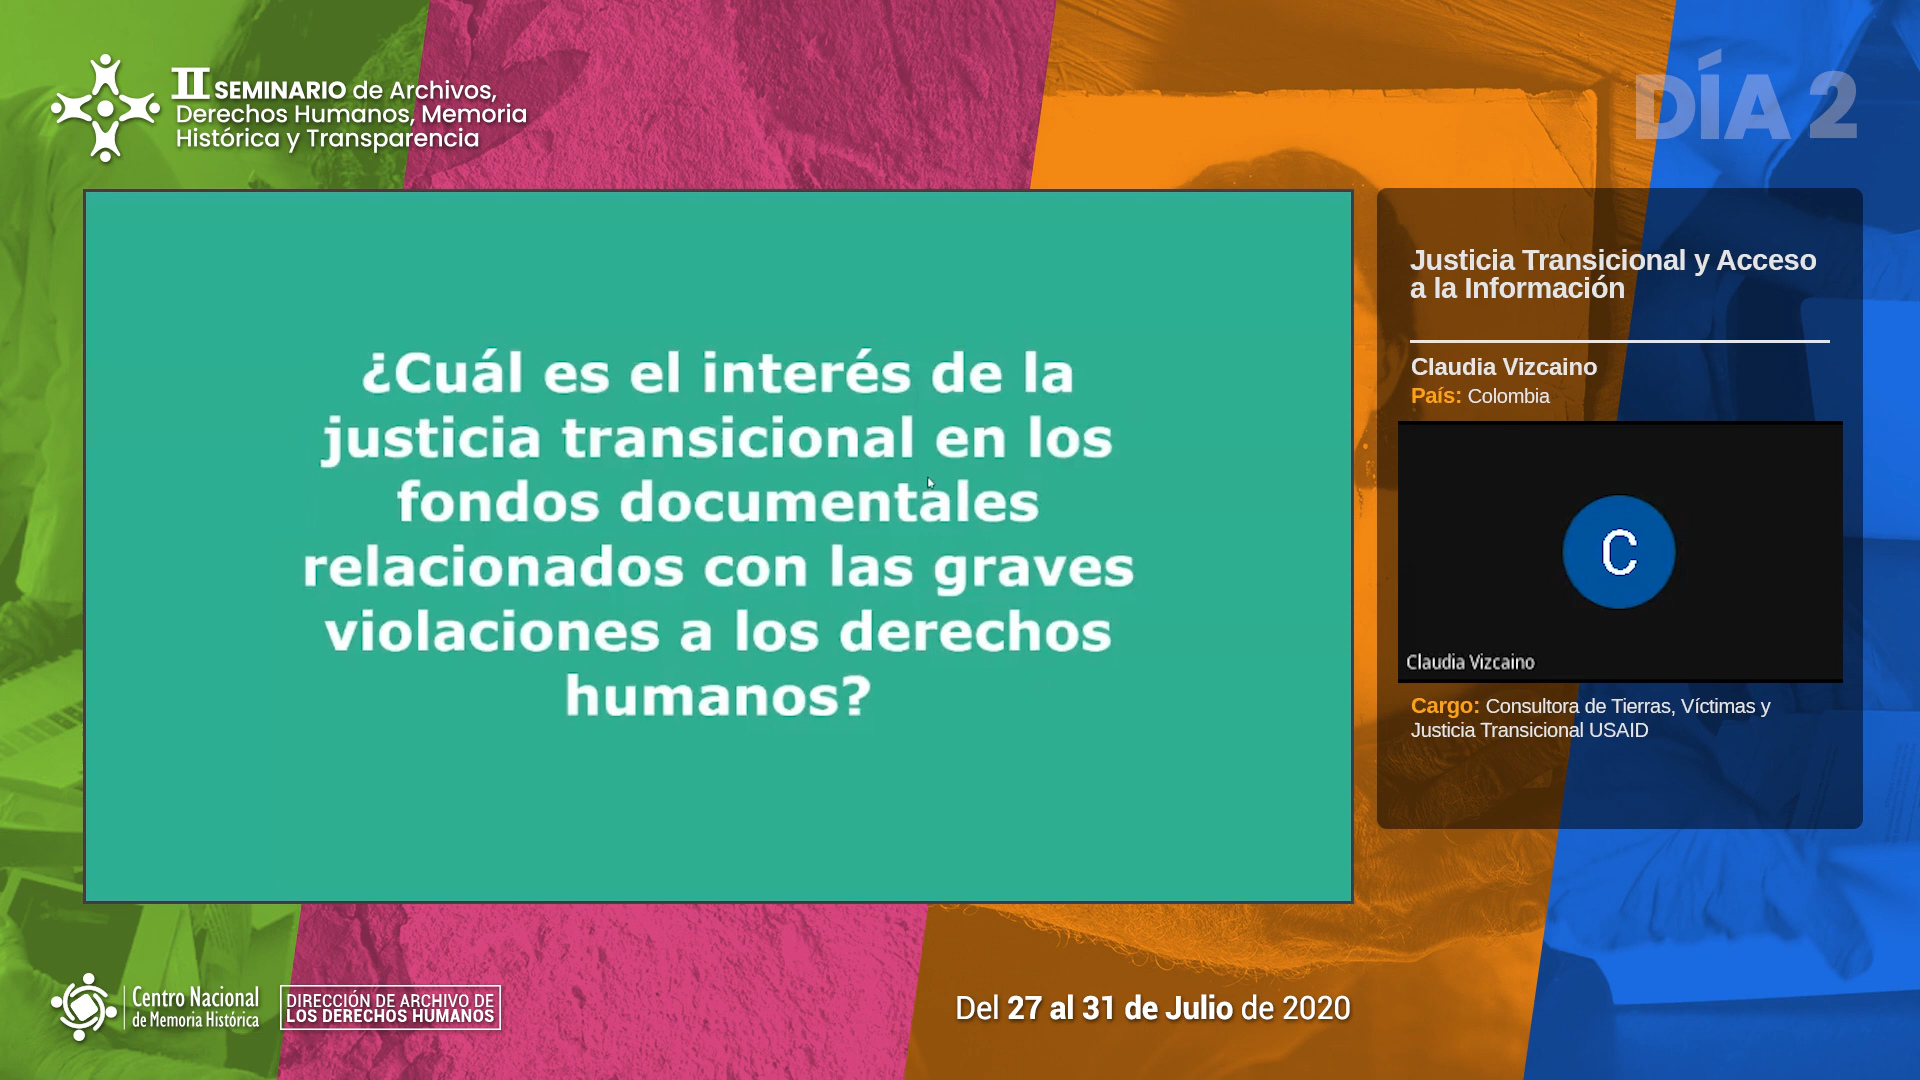 II SEMINARIO de Archivos,
Derechos Humanos, Memoria
Histórica y Transparencia
DÍA 2
¿Cuál es el interés de la
justicia transicional en los
fondos documentales
relacionados con las graves
violaciones a los derechos
humanos?
Justicia Transicional y Acceso
a la Información
Claudia Vizcaino
País: Colombia
C
Claudia Vizcaino
Cargo: Consultora de Tierras, Víctimas y
Justicia Transicional USAID
Centro Nacional
de Memoria Histórica
DIRECCIÓN DE ARCHIVO DE
LOS DERECHOS HUMANOS
Del 27 al 31 de Julio de 2020